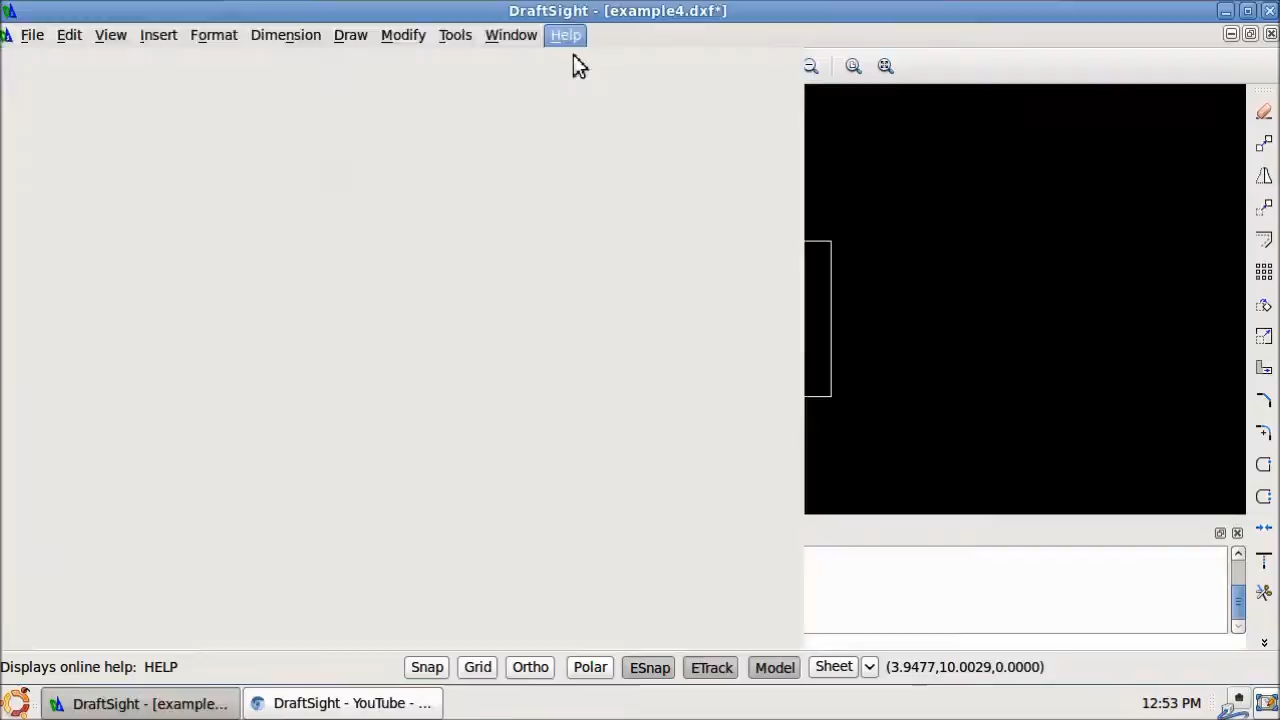 DraftSight - [example4.dxf*]
File Edit View Insert Format Dimension Draw Modify Tools Window Help
Displays online help: HELP Snap Grid Ortho Polar ESnap ETrack Model Sheet (3.9477,10.0029,0.0000)
DraftSight - [example... DraftSight - YouTube - ... 12:53 PM